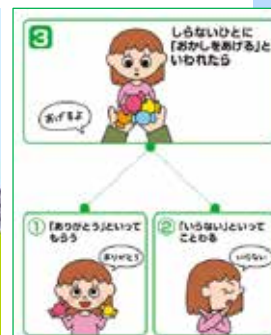 3
しらないひとに
「おかしをあげる」と
いわれたら
あげるよ
① 「ありがとう」といって
もらう
ありがとう
② 「いらない」といって
ことわる
いらない